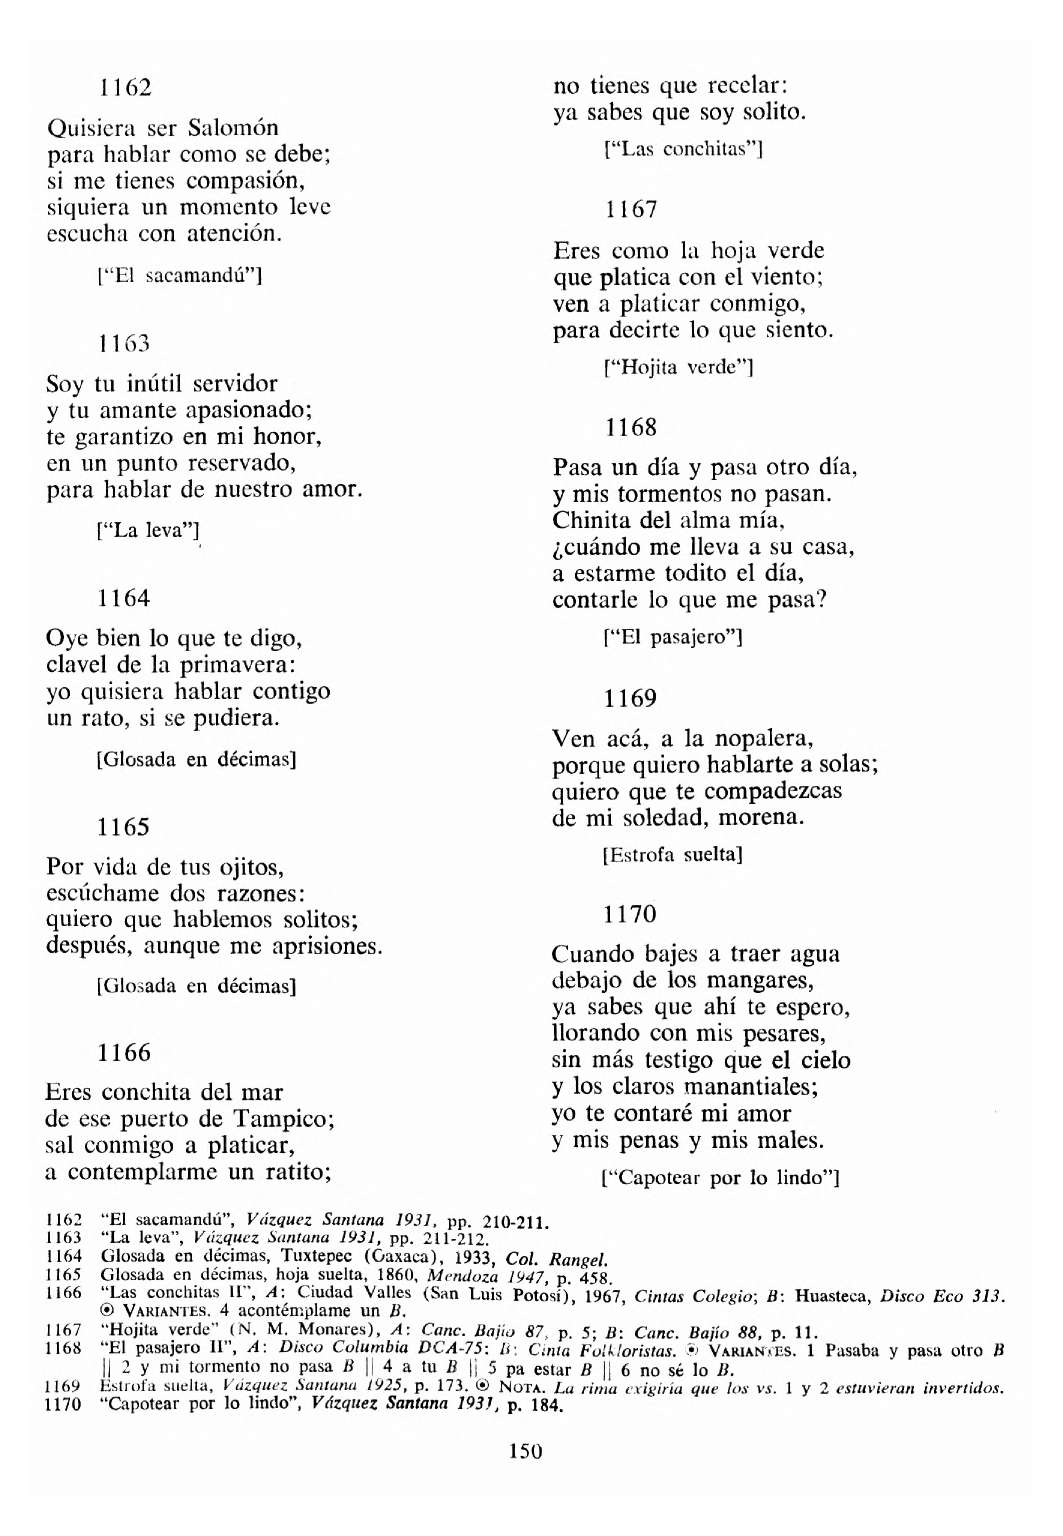 1162
Quisiera ser Salomón
para hablar como se debe;
si me tienes compasión,
siquiera un momento leve
escucha con atención.
[“El sacamandú”]
1163
Soy tu inútil servidor
y tu amante apasionado;
te garantizo en mi honor,
en un punto reservado,
para hablar de nuestro amor.
[“La leva”]
1164
Oye bien lo que te digo,
clavel de la primavera:
yo quisiera hablar contigo
un rato, si se pudiera.
[Glosada en décimas]
1165
Por vida de tus ojitos,
escúchame dos razones:
quiero que hablemos solitos;
después, aunque me aprisiones.
[Glosada en décimas]
1166
Eres conchita del mar
de ese puerto de Tampico;
sal conmigo a platicar,
a contemplarme un ratito;
no tienes que recelar:
ya sabes que soy solito.
[“Las conchitas”]
1167
Eres como la hoja verde
que platica con el viento;
ven a platicar conmigo,
para decirte lo que siento.
[“Hojita verde”]
1168
Pasa un día y pasa otro día,
y mis tormentos no pasan.
Chinita del alma mía,
¿cuándo me lleva a su casa,
a estarme todito el día,
contarle lo que me pasa?
[“El pasajero”]
1169
Ven acá, a la nopalera,
porque quiero hablarte a solas;
quiero que te compadezcas
de mi soledad, morena.
[Estrofa suelta]
1170
Cuando bajes a traer agua
debajo de los mangares,
ya sabes que ahí te espero,
llorando con mis pesares,
sin más testigo que el cielo
y los claros manantiales;
yo te contaré mi amor
y mis penas y mis males.
[“Capotear por lo lindo”]
1162 “El sacamandú”, Vázquez Santana 1931, pp. 210-211.
1163 “La leva”, Vázquez Santana 1931, pp. 211-212.
1164 Glosada en décimas, Tuxtepec (Oaxaca), 1933, Col. Rangel.
1165 Glosada en décimas, hoja suelta, 1860, Mendoza 1947, p. 458.
1166 “Las conchitas II”, A: Ciudad Valles (San Luis Potosí), 1967, Cintas Colegio; B: Huasteca, Disco Eco 313.
® VARIANTES. 4 aconténplame un B.
1167 “Hojita verde” (N. M. Monares), A: Canc. Bajío 87, p. 5; B: Canc. Bajío 88, p. 11.
1168 “El pasajero II”, A: Disco Columbia DCA-75: B: Cinta Folkloristas. ® VARIANTES. 1 Pasaba y pasa otro B
|| 2 y mi tormento no pasa B || 4 a tu B || 5 pa estar B || 6 no sé lo B.
1169 Estrofa suelta, Vázquez Santana 1925, p. 173. ® NOTA. La rima exigiría que los vs. 1 y 2 estuvieran invertidos.
1170 “Capotear por lo lindo”, Vázquez Santana 1931, p. 184.
150